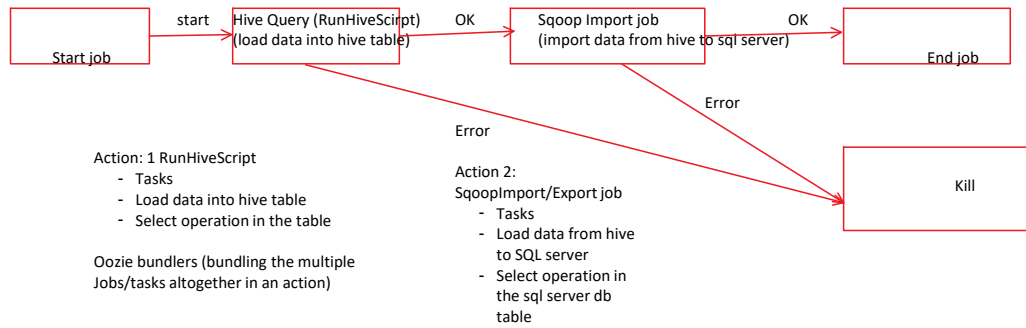 start
Hive Query (RunHiveScirpt)
(load data into hive table)
OK
Sqoop Import job
(import data from hive to sql server)
OK
Start job
End job
Error
Error
Kill
Action: 1 RunHiveScript
- Tasks
- Load data into hive table
- Select operation in the table
Oozie bundlers (bundling the multiple
Jobs/tasks altogether in an action)
Action 2:
SqoopImport/Export job
- Tasks
- Load data from hive
to SQL server
- Select operation in
the sql server db
table